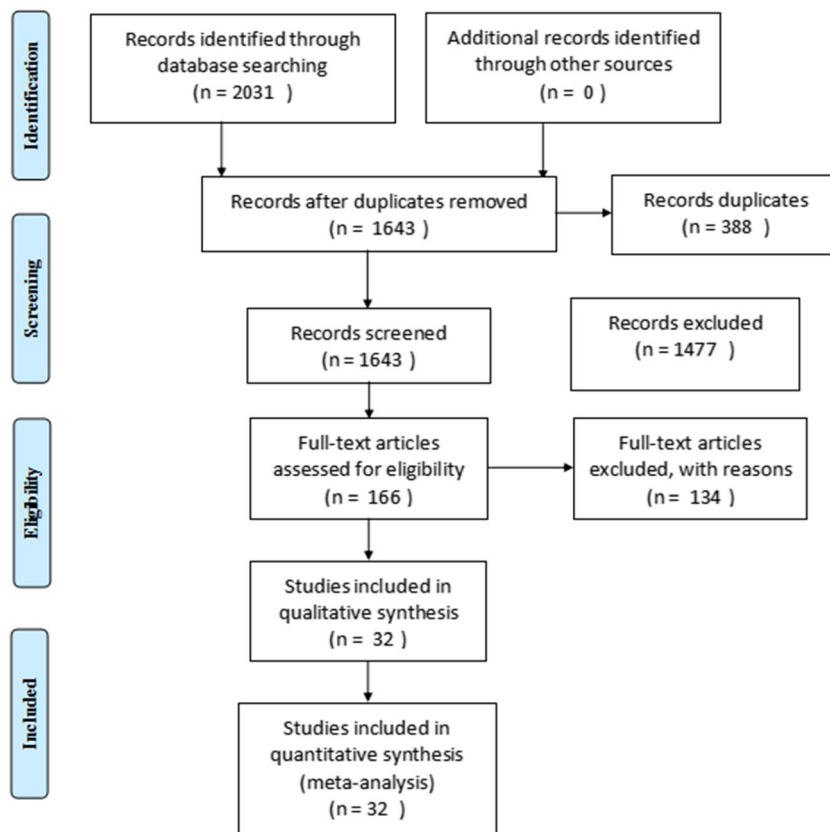 Identification
Records identified through
database searching
(n = 2031 )
Additional records identified
through other sources
(n = 0 )
Records after duplicates removed
(n = 1643 )
Records duplicates
(n = 388 )
Screening
Records screened
(n = 1643 )
Records excluded
(n = 1477 )
Eligibility
Full-text articles
assessed for eligibility
(n = 166 )
Full-text articles
excluded, with reasons
(n = 134 )
Studies included in
qualitative synthesis
(n = 32 )
Included
Studies included in
quantitative synthesis
(meta-analysis)
(n = 32 )